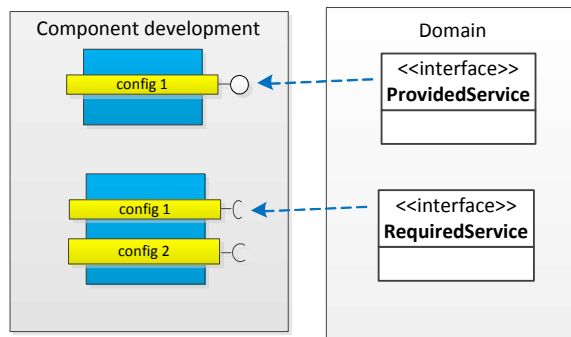 Component development
config 1
config 1
config 2
Domain
<<interface>>
ProvidedService
<<interface>>
RequiredService